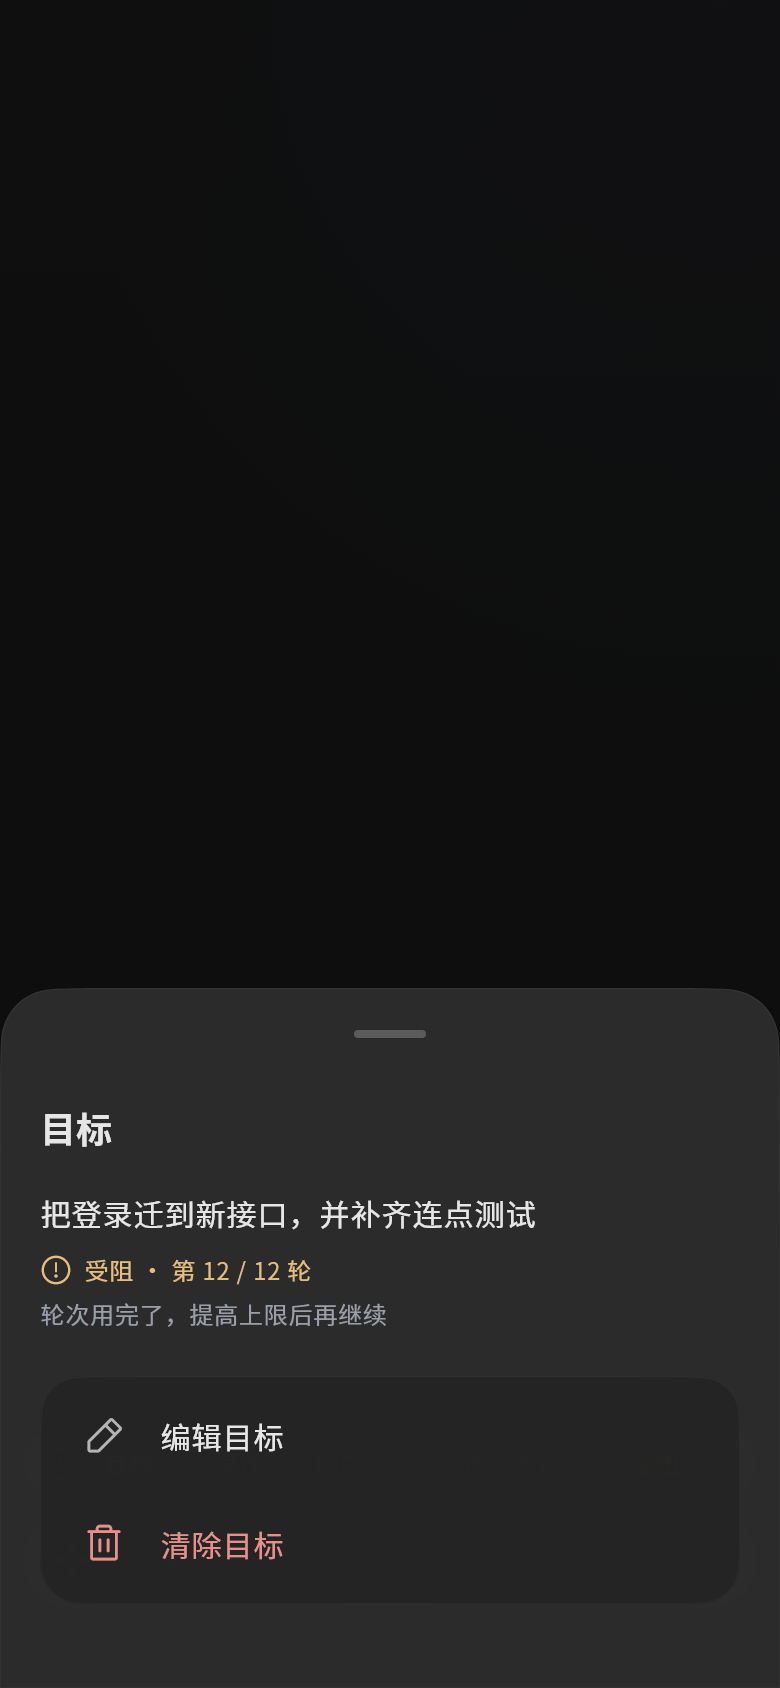 目标
把登录迁到新接口，并补齐连点测试
受阻 · 第 12 / 12 轮
轮次用完了，提高上限后再继续
编辑目标
清除目标